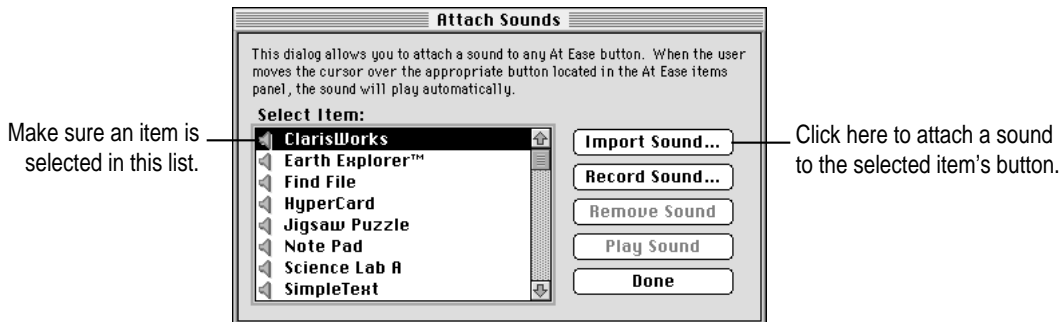 Attach Sounds
This dialog allows you to attach a sound to any At Ease button. When the user
moves the cursor over the appropriate button located in the At Ease items
panel, the sound will play automatically.
Select Item:
ClarisWorks
Earth Explorer™
Find File
HyperCard
Jigsaw Puzzle
Note Pad
Science Lab A
SimpleText
Import Sound...
Record Sound...
Remove Sound
Play Sound
Done
Make sure an item is
selected in this list.
Click here to attach a sound
to the selected item’s button.